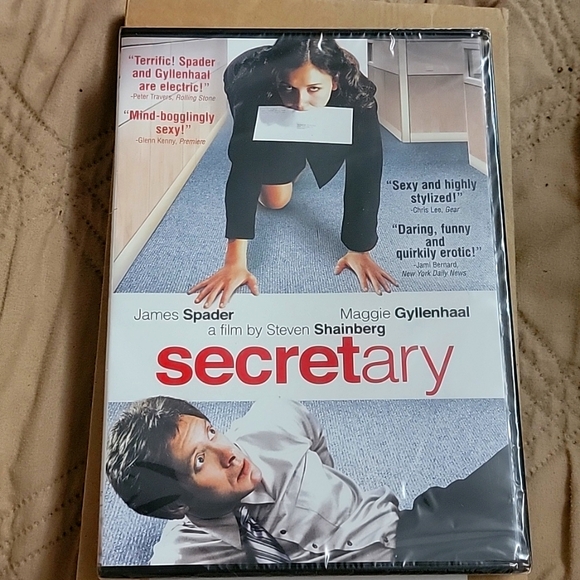 “Terrific! Spader
and Gyllenhaal
are electric!”
-Peter Travers, Rolling Stone
“Mind-bogglingly
sexy!”
-Glenn Kenny, Premiere
“Sexy and highly
stylized!”
-Chris Lee, Gear
“Daring, funny
and
quirkily erotic!”
-Jami Bernard,
New York Daily News
James Spader Maggie Gyllenhaal
a film by Steven Shainberg
secretary